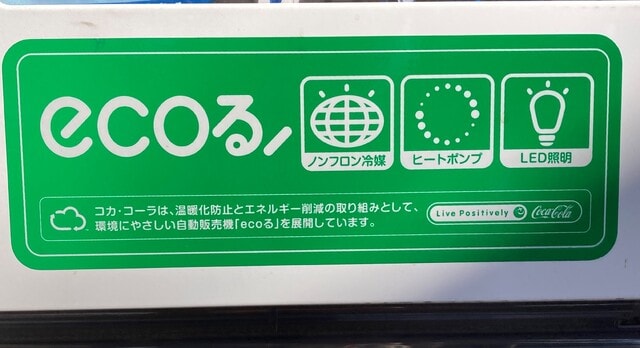 ecoる
ノンフロン冷媒
ヒートポンプ
LED照明
コカ・コーラは、温暖化防止とエネルギー削減の取り組みとして、
環境にやさしい自動販売機「ecoる」を展開しています。
Live Positively
Coca-Cola